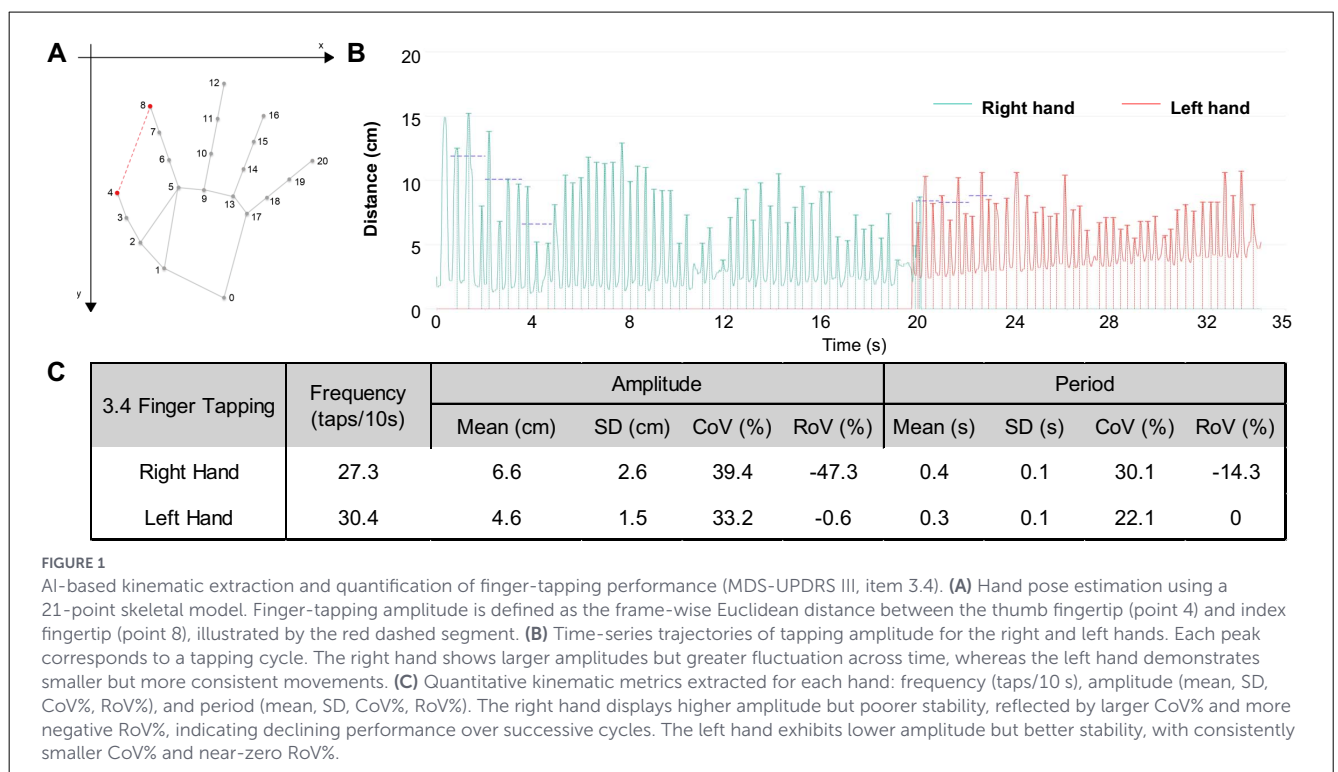 A
x
y
12
8
11
16
7
15
10
6
20
14
19
4
5
9
13
18
3
17
2
1
0
B
20
15
10
5
0
Distance (cm)
Right hand
Left hand
0
4
8
12
16
20
24
28
32
35
Time (s)
C
3.4 Finger Tapping
Frequency
(taps/10s)
Amplitude
Period
Mean (cm) SD (cm) CoV (%) RoV (%) Mean (s) SD (s) CoV (%) RoV (%)
Right Hand 27.3 6.6 2.6 39.4 -47.3 0.4 0.1 30.1 -14.3
Left Hand 30.4 4.6 1.5 33.2 -0.6 0.3 0.1 22.1 0
FIGURE 1
AI-based kinematic extraction and quantification of finger-tapping performance (MDS-UPDRS III, item 3.4). (A) Hand pose estimation using a
21-point skeletal model. Finger-tapping amplitude is defined as the frame-wise Euclidean distance between the thumb fingertip (point 4) and index
fingertip (point 8), illustrated by the red dashed segment. (B) Time-series trajectories of tapping amplitude for the right and left hands. Each peak
corresponds to a tapping cycle. The right hand shows larger amplitudes but greater fluctuation across time, whereas the left hand demonstrates
smaller but more consistent movements. (C) Quantitative kinematic metrics extracted for each hand: frequency (taps/10 s), amplitude (mean, SD,
CoV%, RoV%), and period (mean, SD, CoV%, RoV%). The right hand displays higher amplitude but poorer stability, reflected by larger CoV% and more
negative RoV%, indicating declining performance over successive cycles. The left hand exhibits lower amplitude but better stability, with consistently
smaller CoV% and near-zero RoV%.